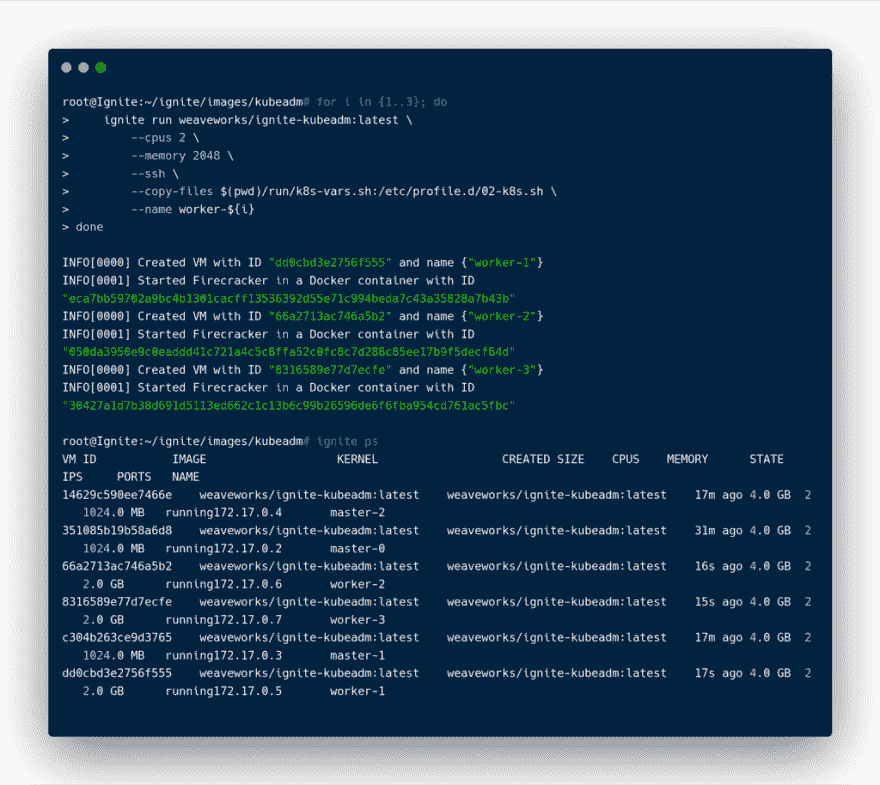 root@Ignite:~/ignite/images/kubeadm# for i in {1..3}; do
>     ignite run weaveworks/ignite-kubeadm:latest \
>         --cpus 2 \
>         --memory 2048 \
>         --ssh \
>         --copy-files $(pwd)/run/k8s-vars.sh:/etc/profile.d/02-k8s.sh \
>         --name worker-${i}
> done
INFO[0000] Created VM with ID "dd0cbd3e2756f555" and name {"worker-1"}
INFO[0001] Started Firecracker in a Docker container with ID
"eca7bb59702a9bc4b1301cacff13536392d55e71c994beda7c43a35828a7b43b"
INFO[0000] Created VM with ID "66a2713ac746a5b2" and name {"worker-2"}
INFO[0001] Started Firecracker in a Docker container with ID
"050da3950e9c0eaddd41c721a4c5c6ffa52c0fc8c7d286c85ee17b9f5decf64d"
INFO[0000] Created VM with ID "8316589e77d7ecfe" and name {"worker-3"}
INFO[0001] Started Firecracker in a Docker container with ID
"30427a1d7b38d691d5113ed662c1c13b6c99b26596de6f6fba954cd761ac5fbc"
root@Ignite:~/ignite/images/kubeadm# ignite ps
VM ID           IMAGE                   KERNEL                  CREATED SIZE    CPUS    MEMORY      STATE
IPS     PORTS   NAME
14629c590ee7466e    weaveworks/ignite-kubeadm:latest    weaveworks/ignite-kubeadm:latest    17m ago 4.0 GB  2
   1024.0 MB   running172.17.0.4       master-2
351085b19b58a6d8    weaveworks/ignite-kubeadm:latest    weaveworks/ignite-kubeadm:latest    31m ago 4.0 GB  2
   1024.0 MB   running172.17.0.2       master-0
66a2713ac746a5b2    weaveworks/ignite-kubeadm:latest    weaveworks/ignite-kubeadm:latest    16s ago 4.0 GB  2
   2.0 GB      running172.17.0.6       worker-2
8316589e77d7ecfe    weaveworks/ignite-kubeadm:latest    weaveworks/ignite-kubeadm:latest    15s ago 4.0 GB  2
   2.0 GB      running172.17.0.7       worker-3
c304b263ce9d3765    weaveworks/ignite-kubeadm:latest    weaveworks/ignite-kubeadm:latest    17m ago 4.0 GB  2
   1024.0 MB   running172.17.0.3       master-1
dd0cbd3e2756f555    weaveworks/ignite-kubeadm:latest    weaveworks/ignite-kubeadm:latest    17s ago 4.0 GB  2
   2.0 GB      running172.17.0.5       worker-1